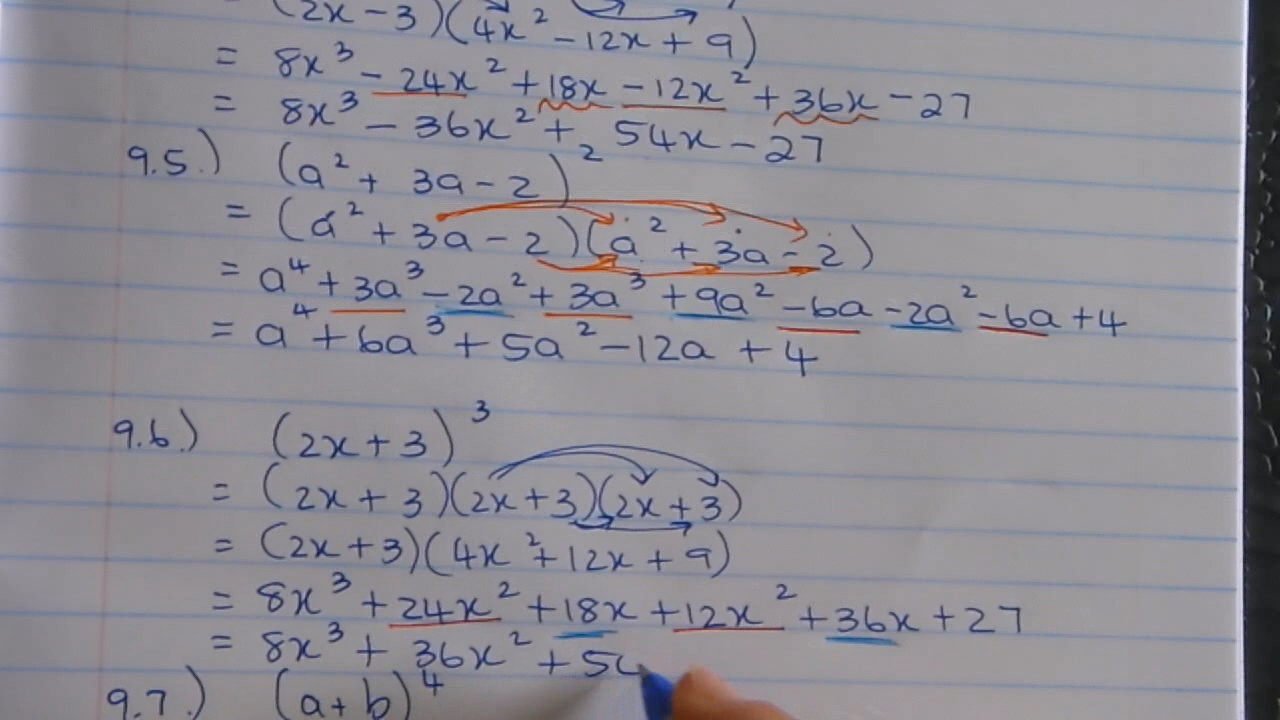 (2x - 3)(4x² - 12x + 9)
= 8x³ - 24x² + 18x - 12x² + 36x - 27
= 8x³ - 36x² + 54x - 27
9.5.) (a² + 3a - 2)²
= (a² + 3a - 2)(a² + 3a - 2)
= a⁴ + 3a³ - 2a² + 3a³ + 9a² - 6a - 2a² - 6a + 4
= a⁴ + 6a³ + 5a² - 12a + 4
9.6.) (2x + 3)³
= (2x + 3)(2x + 3)(2x + 3)
= (2x + 3)(4x² + 12x + 9)
= 8x³ + 24x² + 18x + 12x² + 36x + 27
= 8x³ + 36x² + 5
9.7.) (a + b)⁴